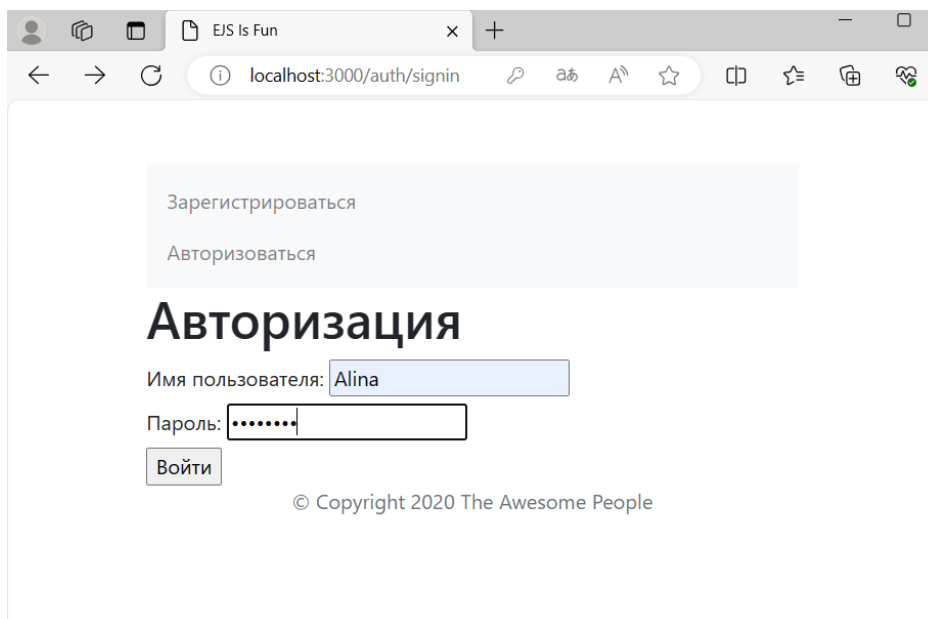 EJS Is Fun
localhost:3000/auth/signin
Зарегистрироваться
Авторизоваться
Авторизация
Имя пользователя: Alina
Пароль: ••••••••
Войти
© Copyright 2020 The Awesome People